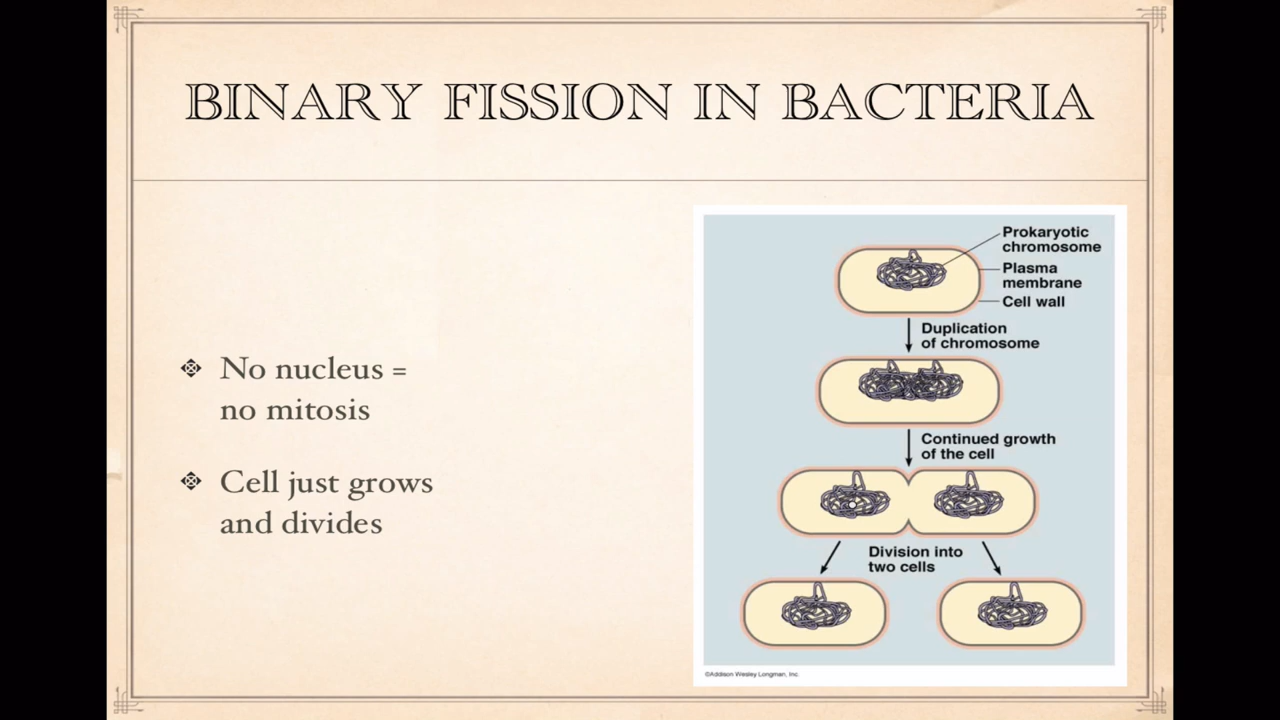 BINARY FISSION IN BACTERIA
No nucleus =
no mitosis
Cell just grows
and divides
Prokaryotic
chromosome
Plasma
membrane
Cell wall
Duplication
of chromosome
Continued growth
of the cell
Division into
two cells
©Addison Wesley Longman, Inc.